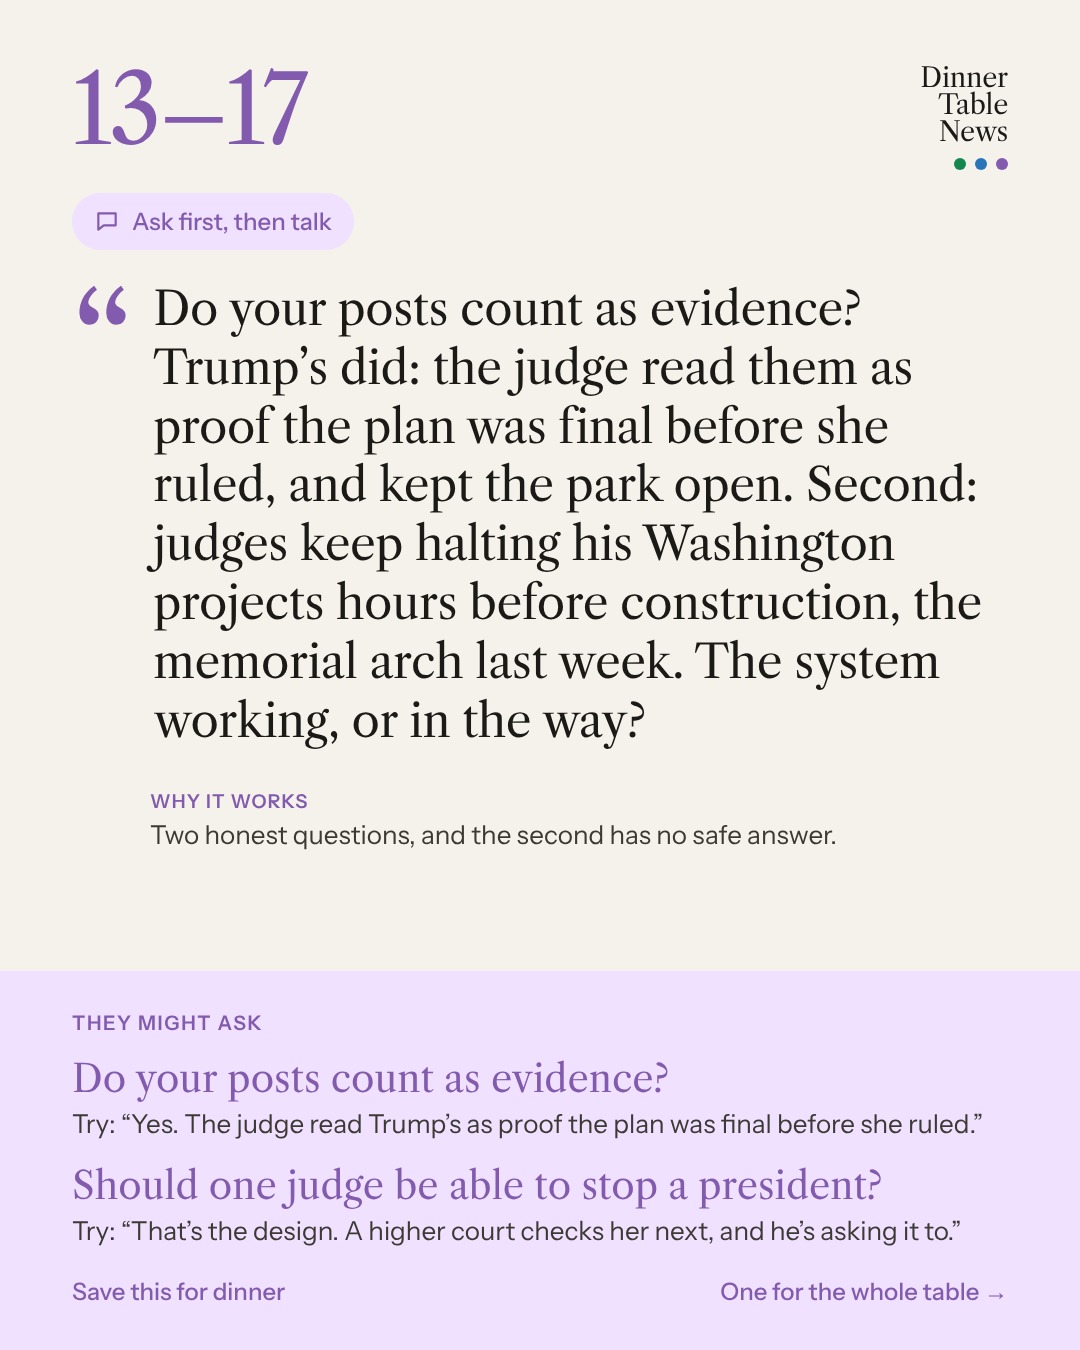 13–17
Dinner
Table
News
Ask first, then talk
“Do your posts count as evidence?
Trump’s did: the judge read them as
proof the plan was final before she
ruled, and kept the park open. Second:
judges keep halting his Washington
projects hours before construction, the
memorial arch last week. The system
working, or in the way?
WHY IT WORKS
Two honest questions, and the second has no safe answer.
THEY MIGHT ASK
Do your posts count as evidence?
Try: “Yes. The judge read Trump’s as proof the plan was final before she ruled.”
Should one judge be able to stop a president?
Try: “That’s the design. A higher court checks her next, and he’s asking it to.”
Save this for dinner
One for the whole table →